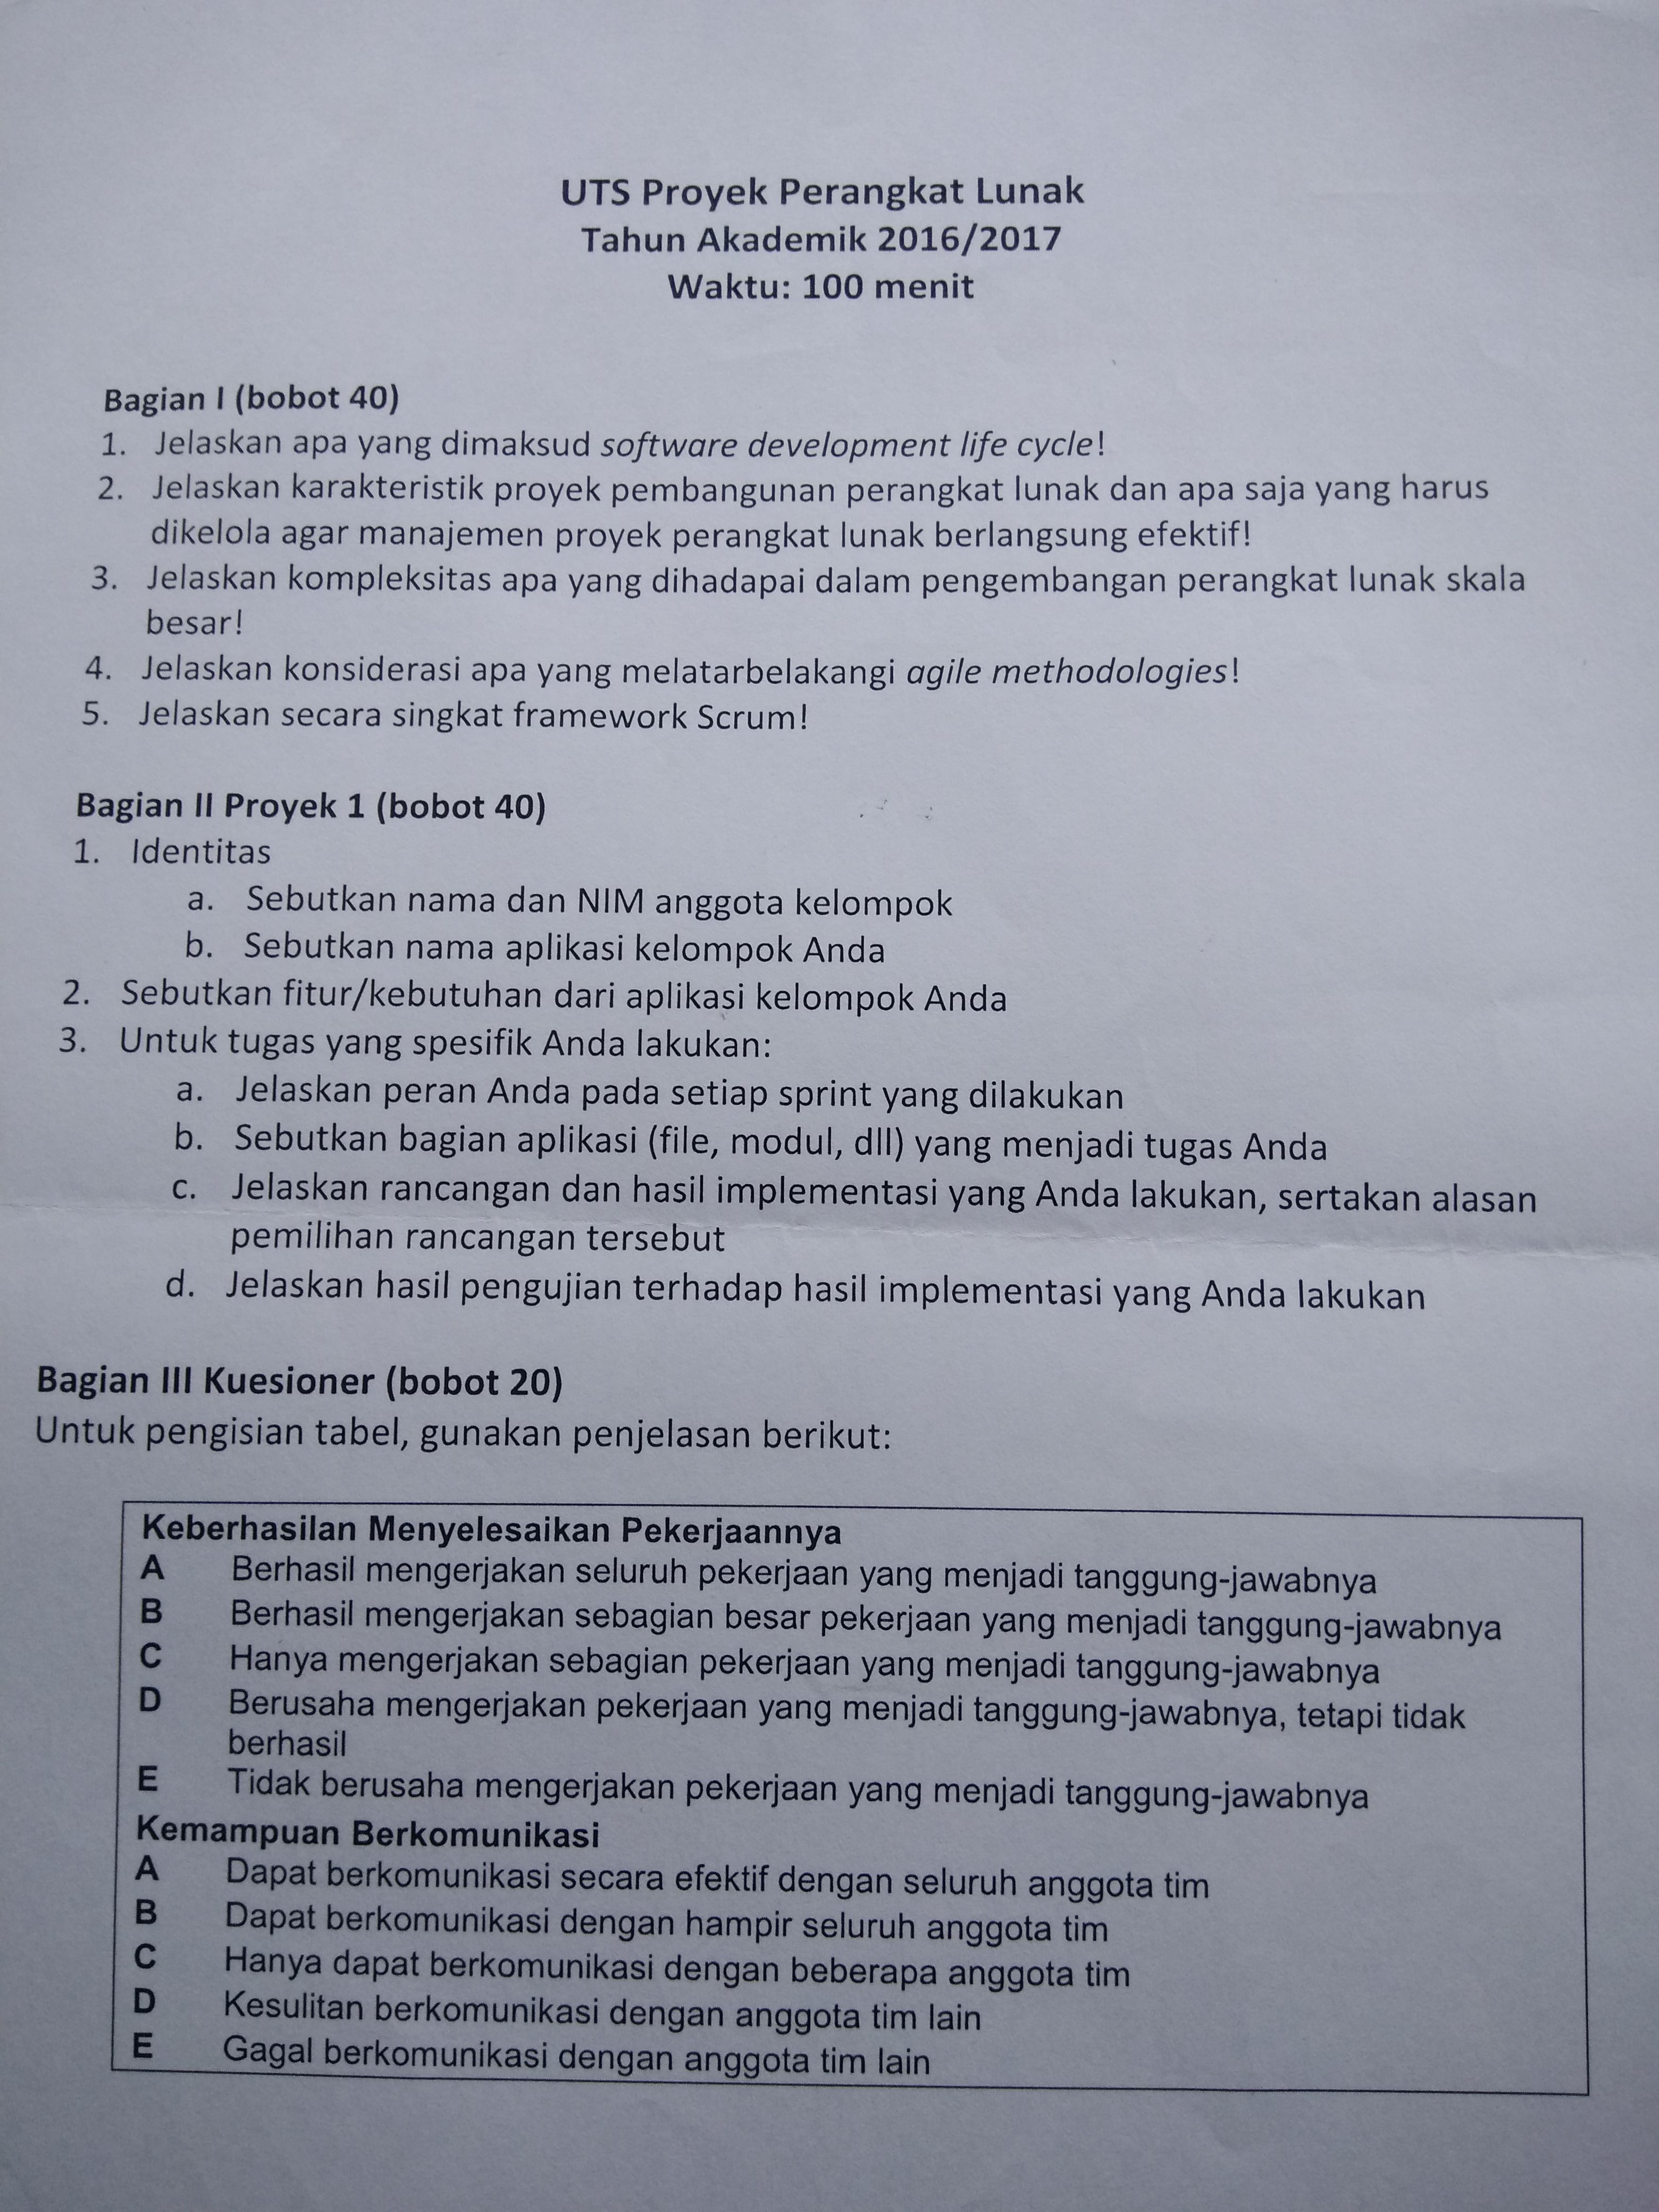 UTS Proyek Perangkat Lunak
Tahun Akademik 2016/2017
Waktu: 100 menit
Bagian I (bobot 40)
1. Jelaskan apa yang dimaksud software development life cycle!
2. Jelaskan karakteristik proyek pembangunan perangkat lunak dan apa saja yang harus
dikelola agar manajemen proyek perangkat lunak berlangsung efektif!
3. Jelaskan kompleksitas apa yang dihadapai dalam pengembangan perangkat lunak skala
besar!
4. Jelaskan konsiderasi apa yang melatarbelakangi agile methodologies!
5. Jelaskan secara singkat framework Scrum!
Bagian II Proyek 1 (bobot 40)
1. Identitas
a. Sebutkan nama dan NIM anggota kelompok
b. Sebutkan nama aplikasi kelompok Anda
2. Sebutkan fitur/kebutuhan dari aplikasi kelompok Anda
3. Untuk tugas yang spesifik Anda lakukan:
a. Jelaskan peran Anda pada setiap sprint yang dilakukan
b. Sebutkan bagian aplikasi (file, modul, dll) yang menjadi tugas Anda
c. Jelaskan rancangan dan hasil implementasi yang Anda lakukan, sertakan alasan
pemilihan rancangan tersebut
d. Jelaskan hasil pengujian terhadap hasil implementasi yang Anda lakukan
Bagian III Kuesioner (bobot 20)
Untuk pengisian tabel, gunakan penjelasan berikut:
Keberhasilan Menyelesaikan Pekerjaannya
A Berhasil mengerjakan seluruh pekerjaan yang menjadi tanggung-jawabnya
B Berhasil mengerjakan sebagian besar pekerjaan yang menjadi tanggung-jawabnya
C Hanya mengerjakan sebagian pekerjaan yang menjadi tanggung-jawabnya
D Berusaha mengerjakan pekerjaan yang menjadi tanggung-jawabnya, tetapi tidak
berhasil
E Tidak berusaha mengerjakan pekerjaan yang menjadi tanggung-jawabnya
Kemampuan Berkomunikasi
A Dapat berkomunikasi secara efektif dengan seluruh anggota tim
B Dapat berkomunikasi dengan hampir seluruh anggota tim
C Hanya dapat berkomunikasi dengan beberapa anggota tim
D Kesulitan berkomunikasi dengan anggota tim lain
E Gagal berkomunikasi dengan anggota tim lain